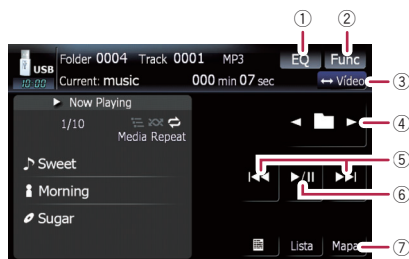 ① ②
USB Folder 0004 Track 0001 MP3 EQ Func
10:00 Current: music 000 min 07 sec ↔ Vídeo ③
► Now Playing
1/10
Media Repeat
④
Sweet
⑤
Morning
⑥
Sugar
Lista Mapa ⑦